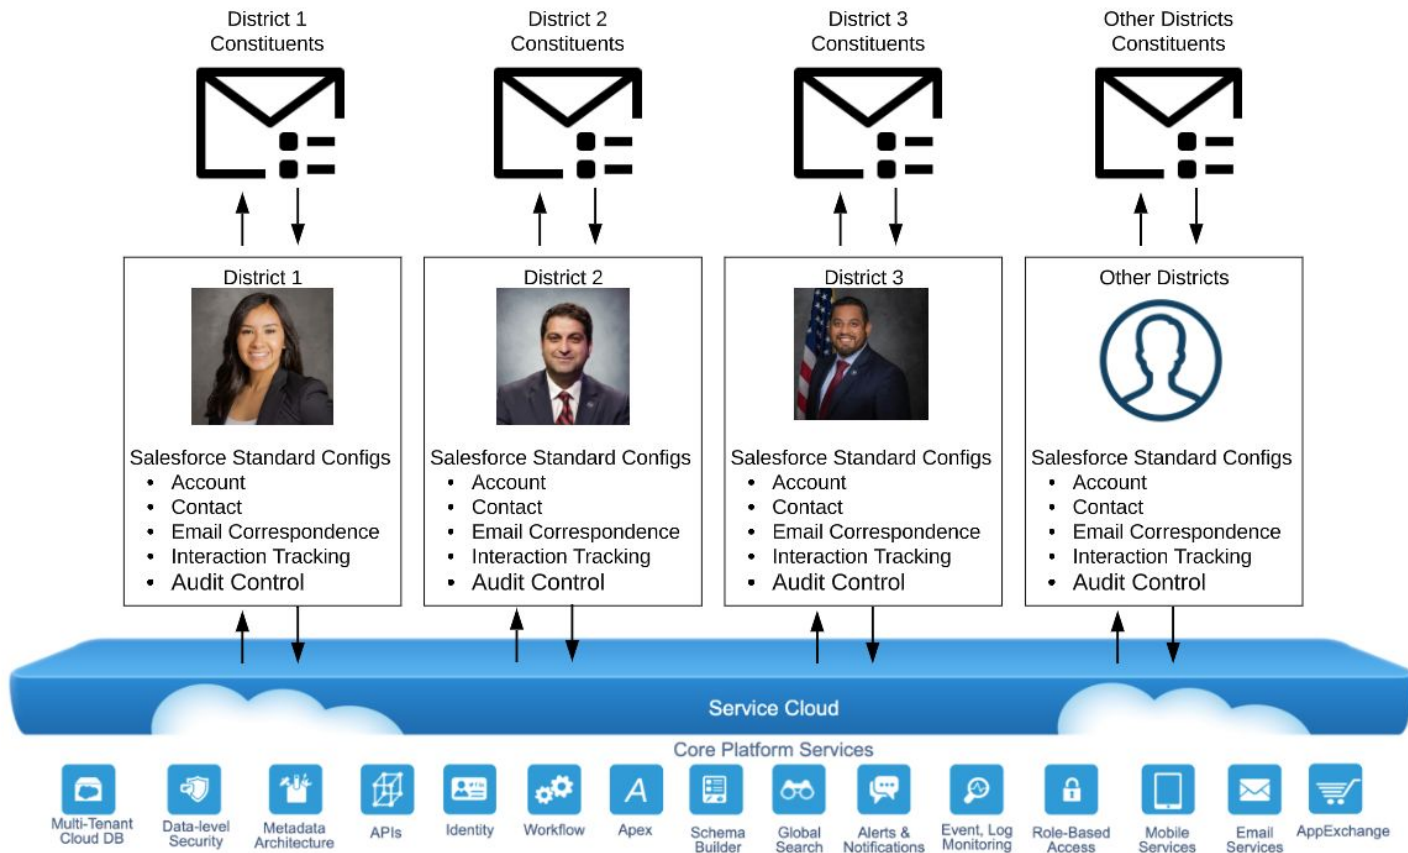 District 1
Constituents
District 2
Constituents
District 3
Constituents
Other Districts
Constituents
District 1
District 2
District 3
Other Districts
Salesforce Standard Configs
• Account
• Contact
• Email Correspondence
• Interaction Tracking
• Audit Control
Salesforce Standard Configs
• Account
• Contact
• Email Correspondence
• Interaction Tracking
• Audit Control
Salesforce Standard Configs
• Account
• Contact
• Email Correspondence
• Interaction Tracking
• Audit Control
Salesforce Standard Configs
• Account
• Contact
• Email Correspondence
• Interaction Tracking
• Audit Control
Service Cloud
Core Platform Services
Multi-Tenant
Cloud DB
Data-level
Security
Metadata
Architecture
APIs
Identity
Workflow
A
Apex
Schema
Builder
Global
Search
Alerts &
Notifications
Event, Log
Monitoring
Role-Based
Access
Mobile
Services
Email
Services
AppExchange